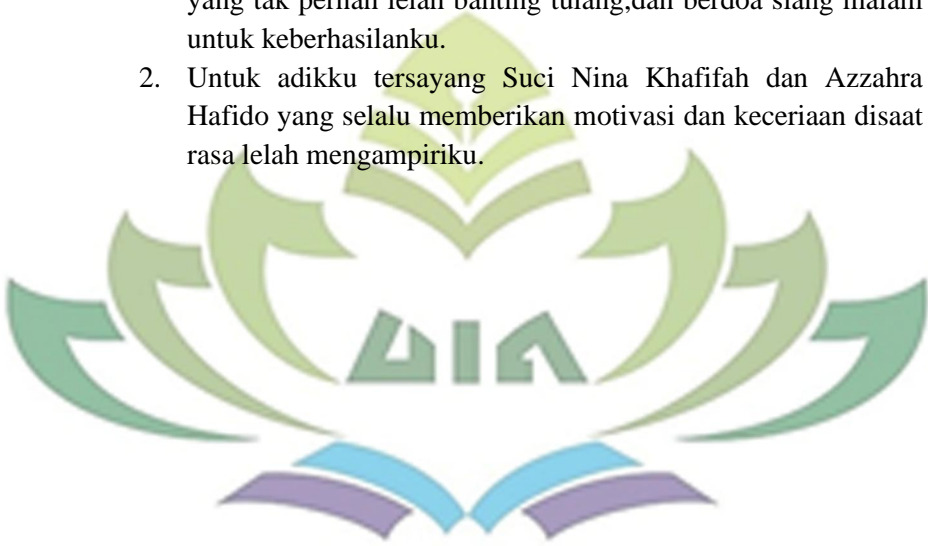 yang tak pernah lelah banting tulang,dan berdoa siang malam
untuk keberhasilanku.
2. Untuk adikku tersayang Suci Nina Khafifah dan Azzahra
Hafido yang selalu memberikan motivasi dan keceriaan disaat
rasa lelah mengampiriku.
UIN